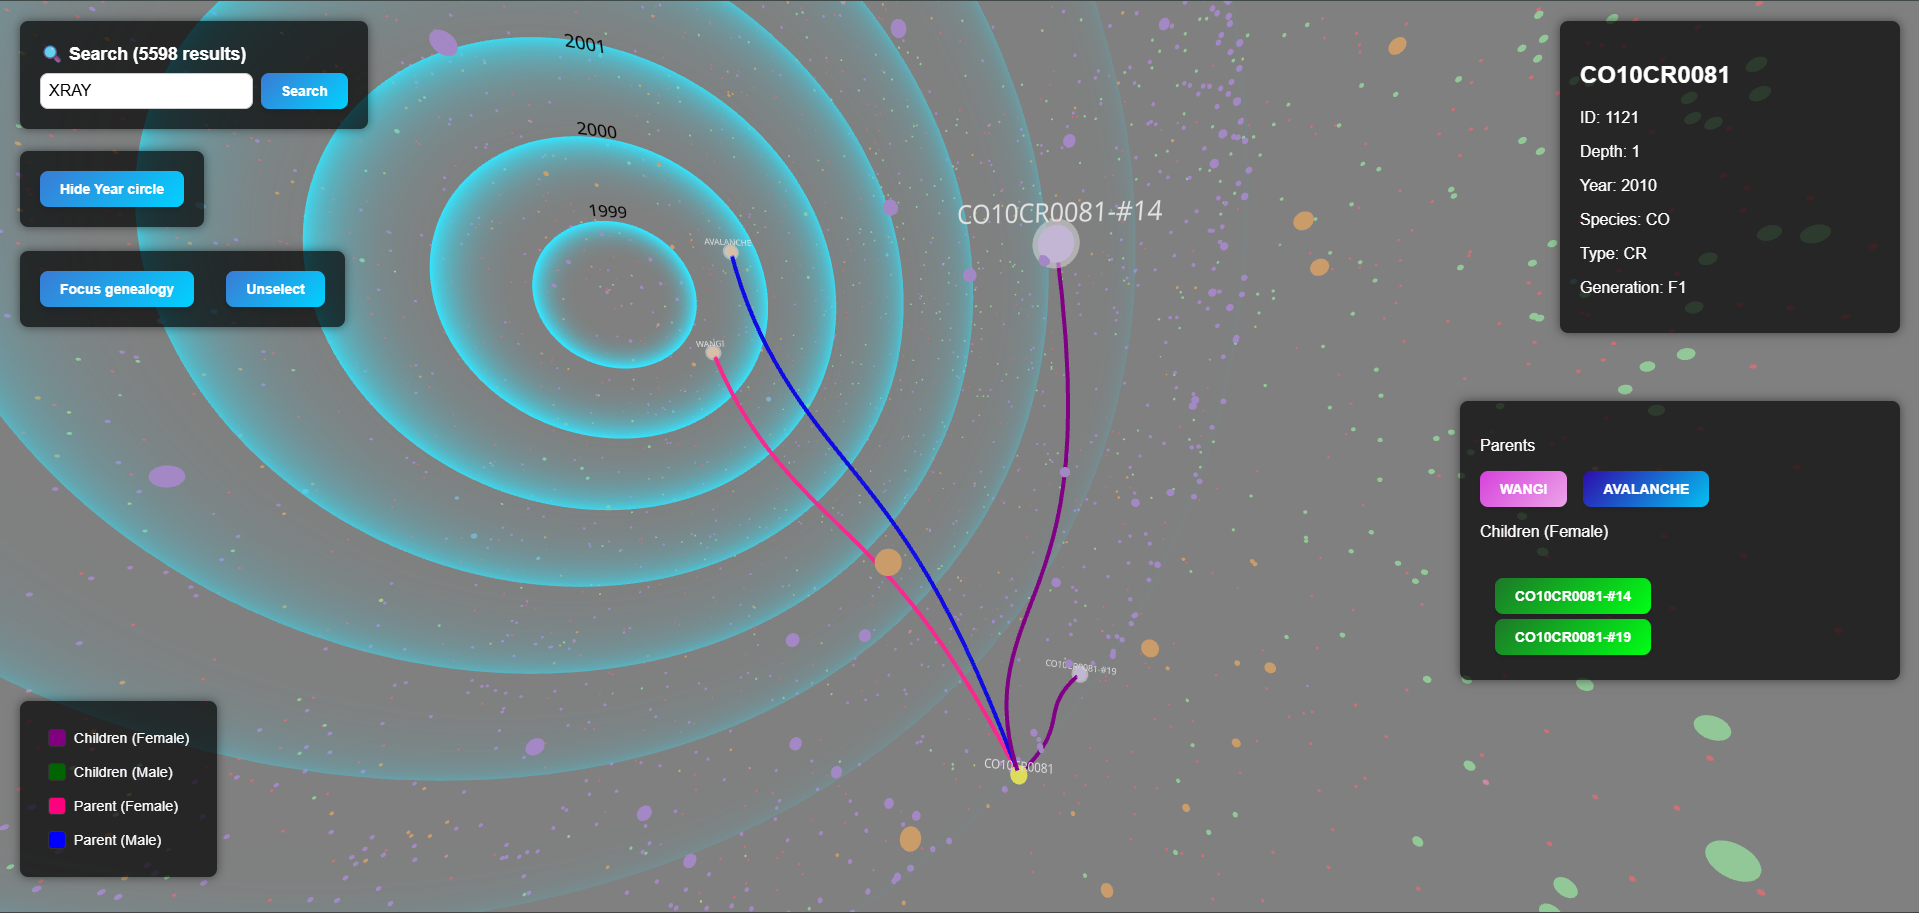 Search (5598 results)
XRAY
Search
Hide Year circle
Focus genealogy
Unselect
2001
2000
1999
AVALANCHE
WANGI
CO10CR0081-#14
CO10CR0081-#19
CO10CR0081
Children (Female)
Children (Male)
Parent (Female)
Parent (Male)
CO10CR0081
ID: 1121
Depth: 1
Year: 2010
Species: CO
Type: CR
Generation: F1
Parents
WANGI
AVALANCHE
Children (Female)
CO10CR0081-#14
CO10CR0081-#19